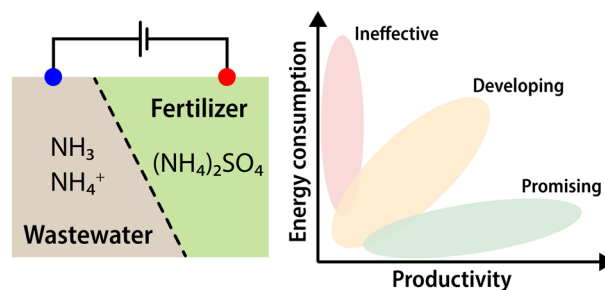 Fertilizer
NH₃
NH₄⁺
(NH₄)₂SO₄
Wastewater
Energy consumption
Ineffective
Developing
Promising
Productivity